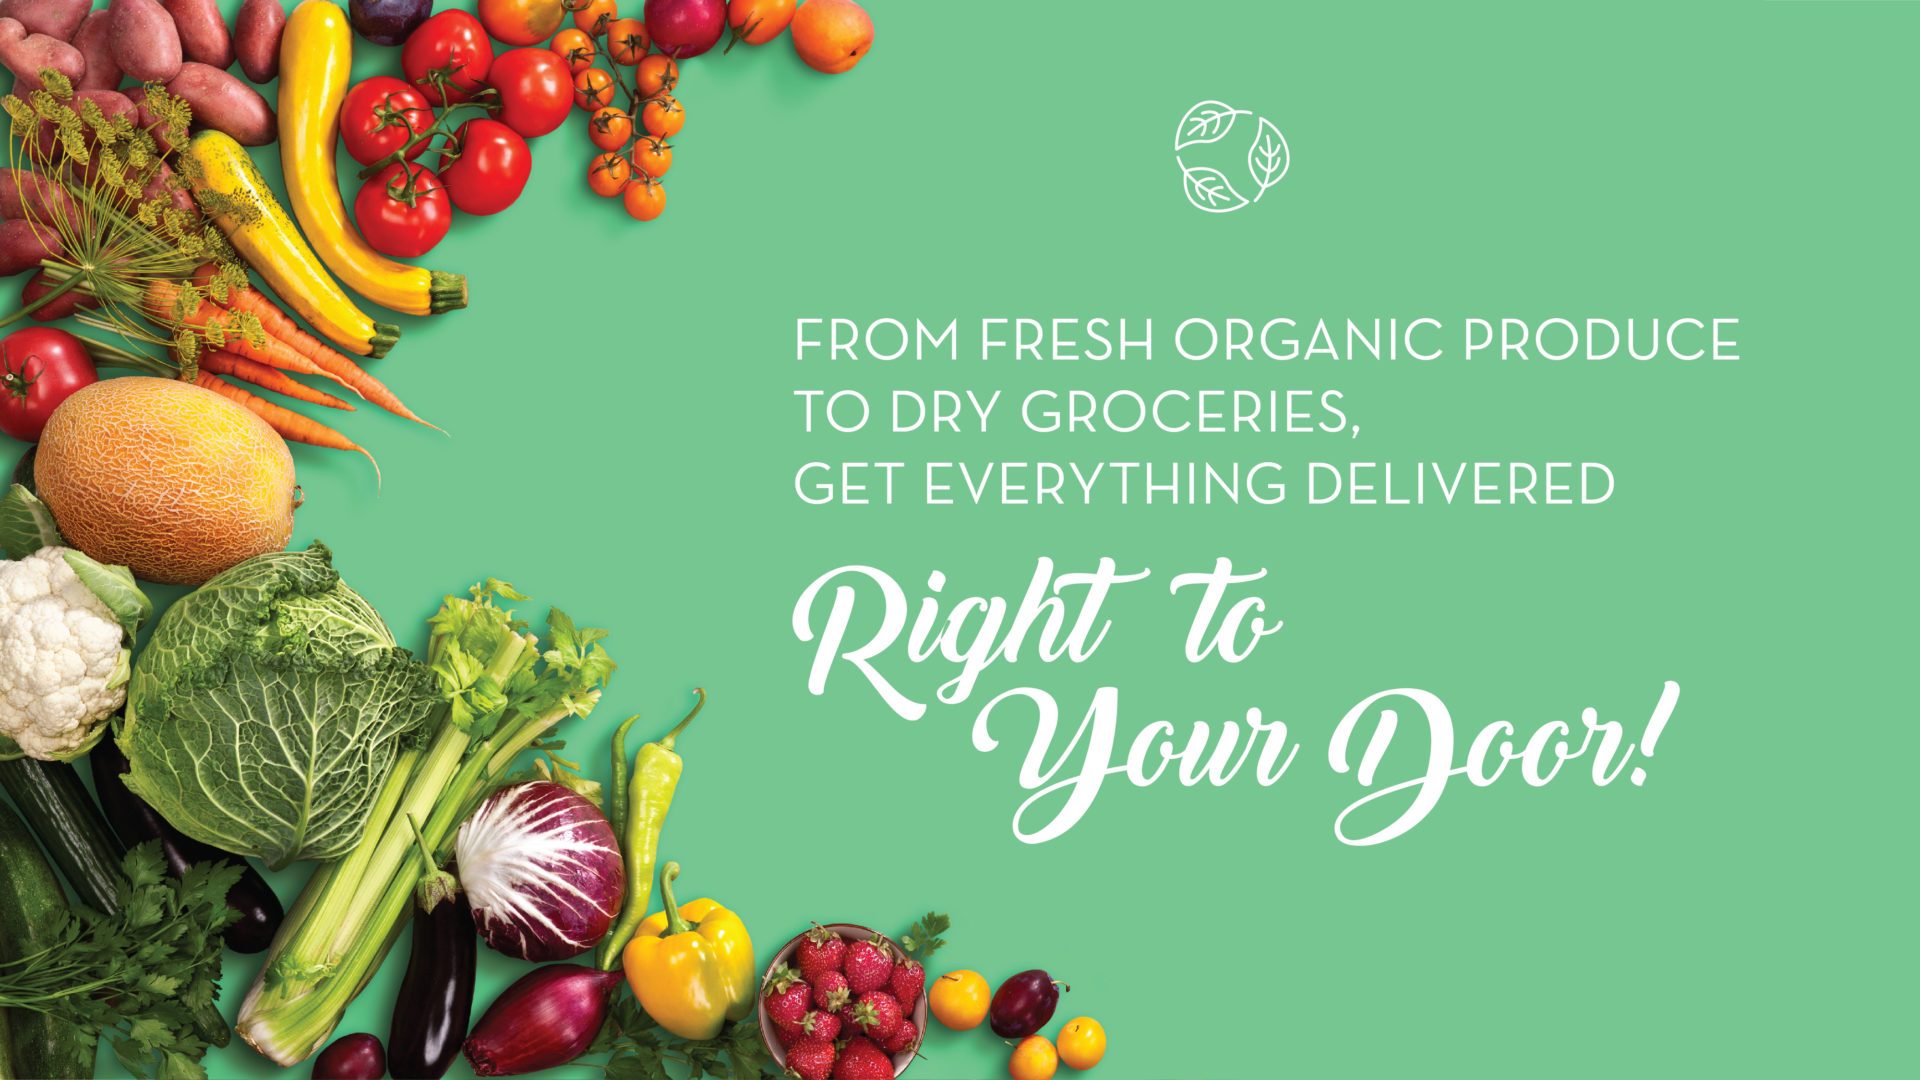 FROM FRESH ORGANIC PRODUCE
TO DRY GROCERIES,
GET EVERYTHING DELIVERED
Right to
Your Door!